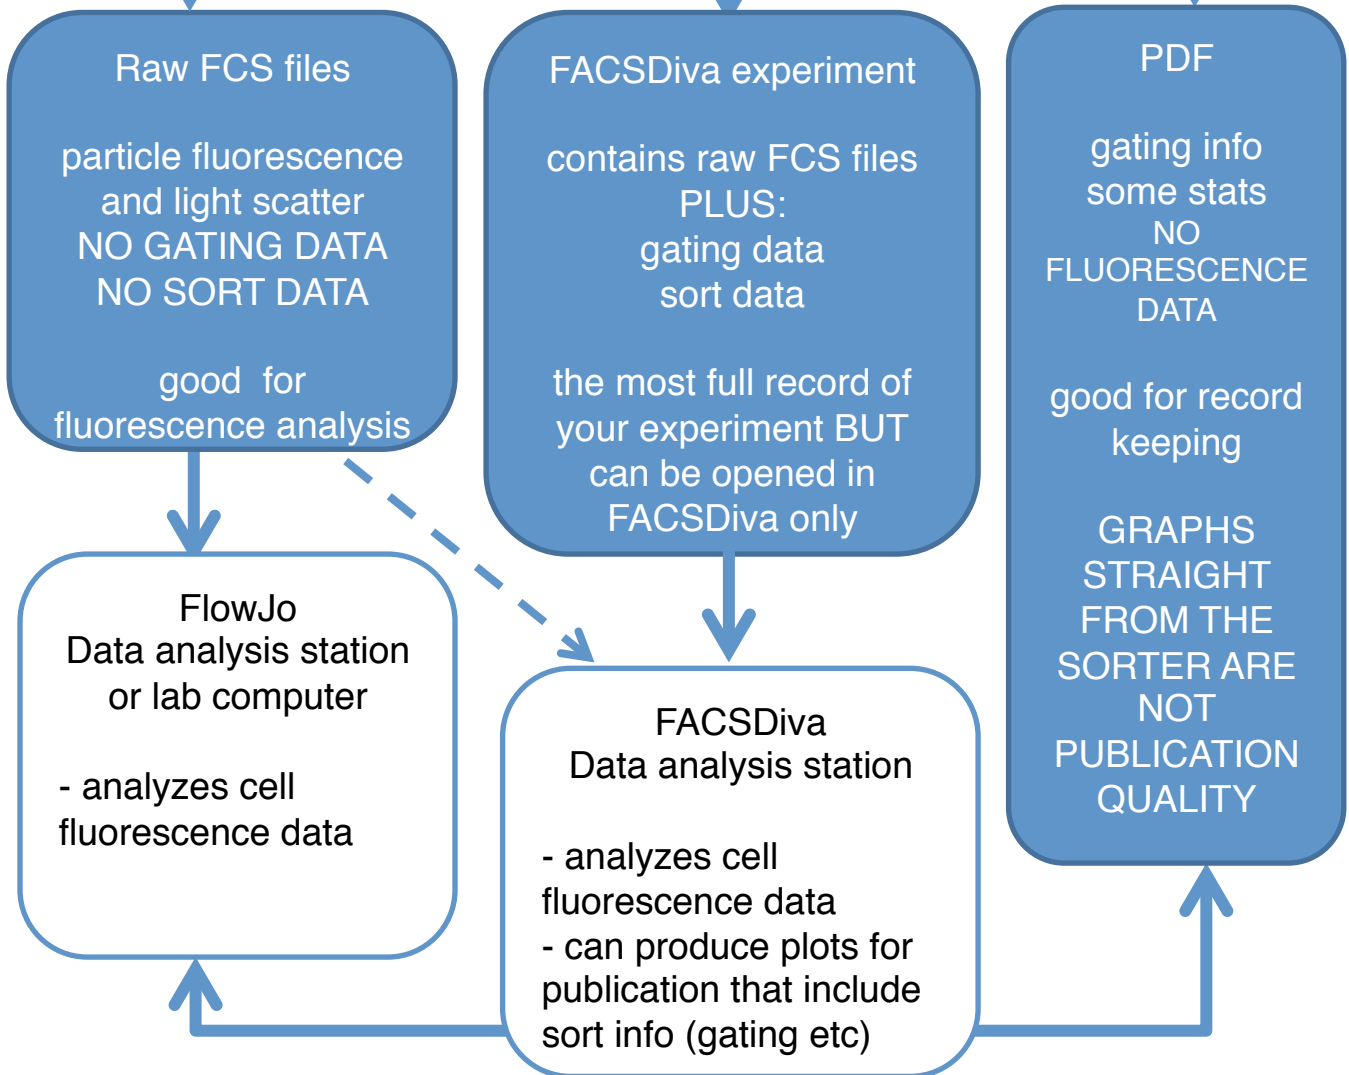 Raw FCS files
particle fluorescence
and light scatter
NO GATING DATA
NO SORT DATA
good for
fluorescence analysis
FACSDiva experiment
contains raw FCS files
PLUS:
gating data
sort data
the most full record of
your experiment BUT
can be opened in
FACSDiva only
PDF
gating info
some stats
NO
FLUORESCENCE
DATA
good for record
keeping
GRAPHS
STRAIGHT
FROM THE
SORTER ARE
NOT
PUBLICATION
QUALITY
FlowJo
Data analysis station
or lab computer
- analyzes cell
fluorescence data
FACSDiva
Data analysis station
- analyzes cell
fluorescence data
- can produce plots for
publication that include
sort info (gating etc)